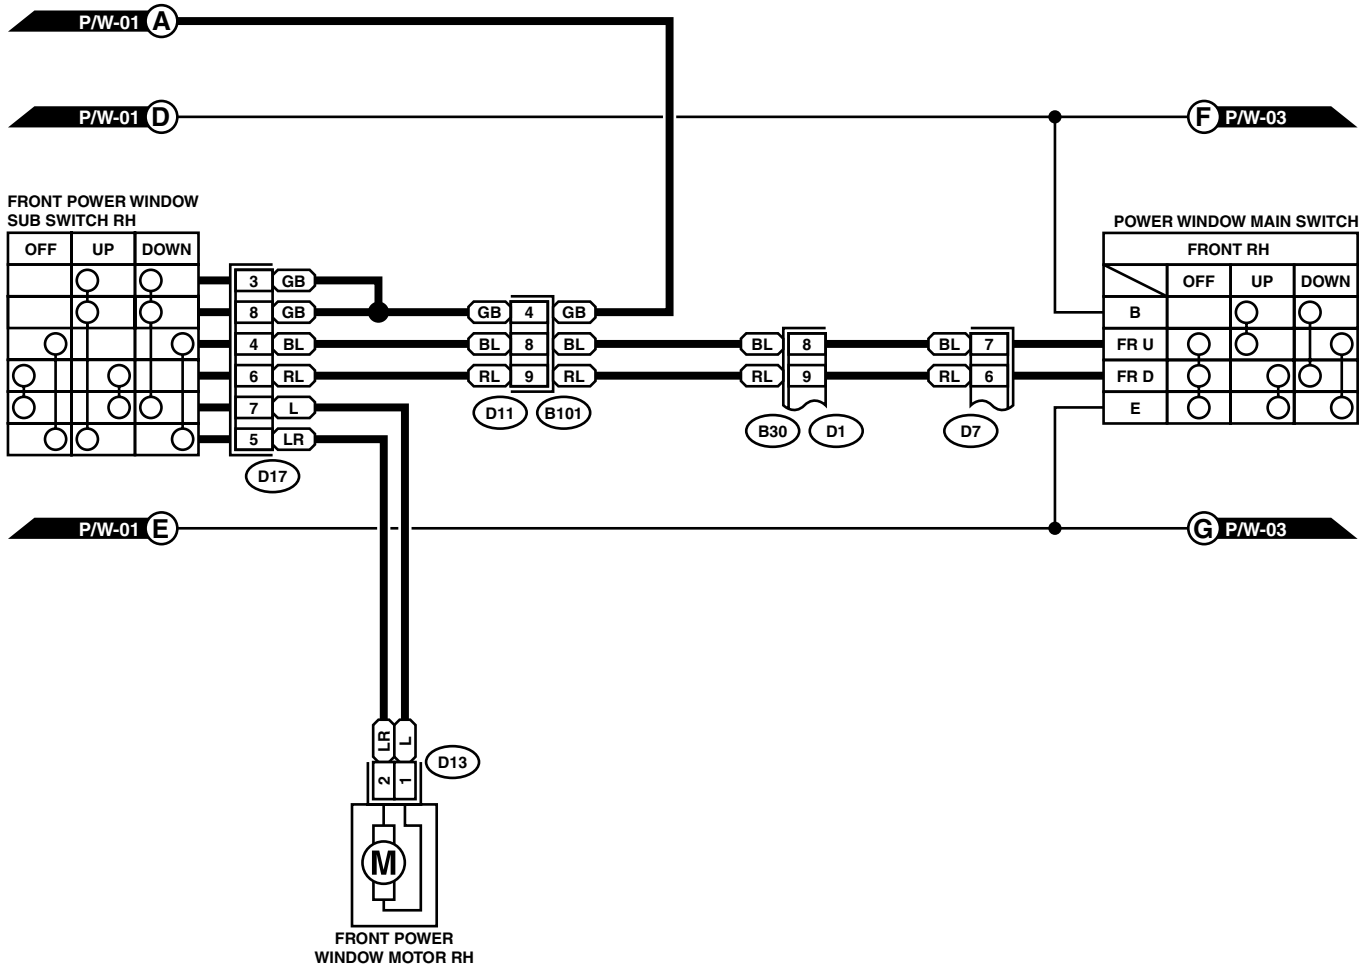 P/W-01 A
P/W-01 D
F P/W-03
FRONT POWER WINDOW
SUB SWITCH RH
POWER WINDOW MAIN SWITCH
OFF UP DOWN
FRONT RH
OFF UP DOWN
3 GB
8 GB GB 4 GB B
4 BL BL 8 BL BL 8 BL 7 FR U
6 RL RL 9 RL RL 9 RL 6 FR D
7 L E
D11 B101
B30 D1 D7
5 LR
D17
P/W-01 E
G P/W-03
LR L
2 1
D13
M
FRONT POWER
WINDOW MOTOR RH